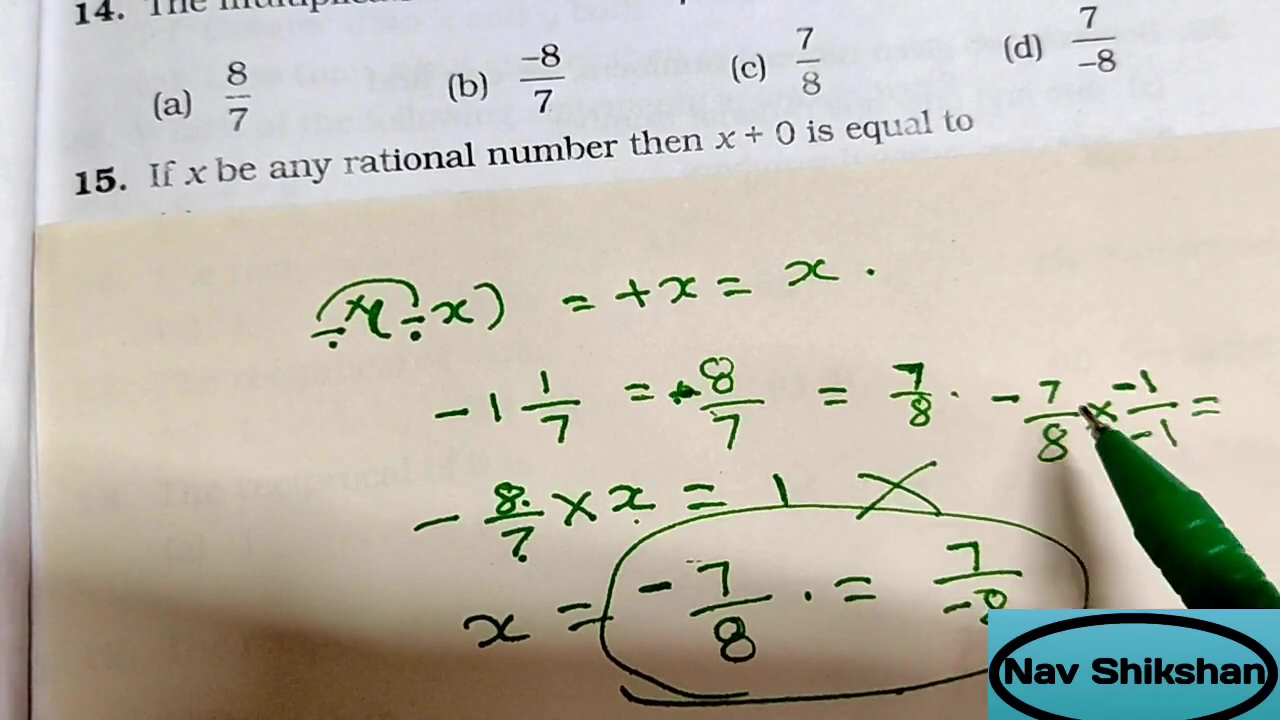 14. The
(a) 8/7 (b) -8/7 (c) 7/8 (d) 7/-8
15. If x be any rational number then x + 0 is equal to
-(-x) = +x = x .
-1 1/7 = -8/7 = 7/8 . -7/8 × -1/-1 =
-8/7 × x = 1
x = -7/8 . = 7/-8
Nav Shikshan